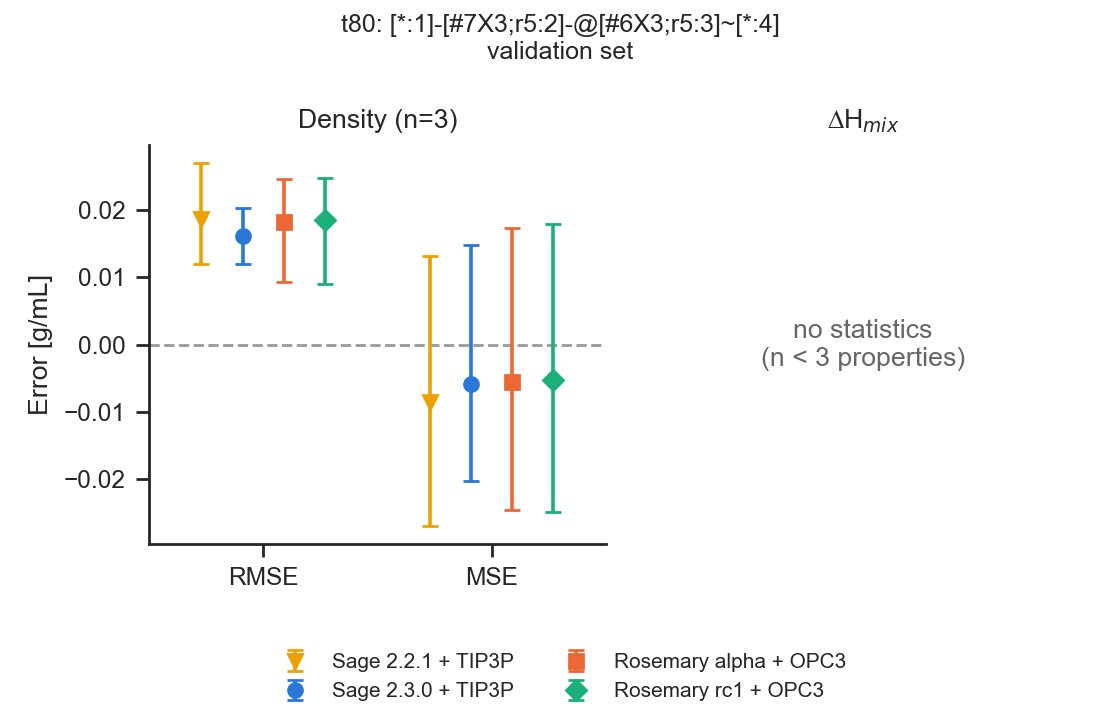 t80: [*:1]-[#7X3;r5:2]-@[#6X3;r5:3]~[*:4]
validation set
Density (n=3)
ΔHmix
0.02
0.01
0.00
−0.01
−0.02
Error [g/mL]
RMSE
MSE
no statistics
(n < 3 properties)
Sage 2.2.1 + TIP3P
Sage 2.3.0 + TIP3P
Rosemary alpha + OPC3
Rosemary rc1 + OPC3